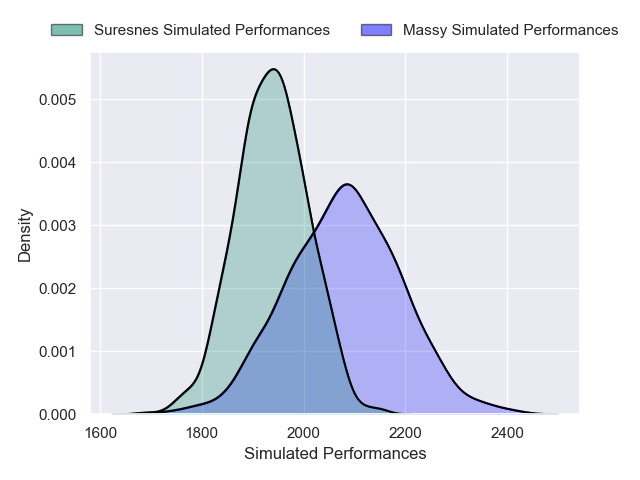 Suresnes Simulated Performances
Massy Simulated Performances
0.005
0.004
0.003
0.002
0.001
0.000
Density
1600
1800
2000
2200
2400
Simulated Performances